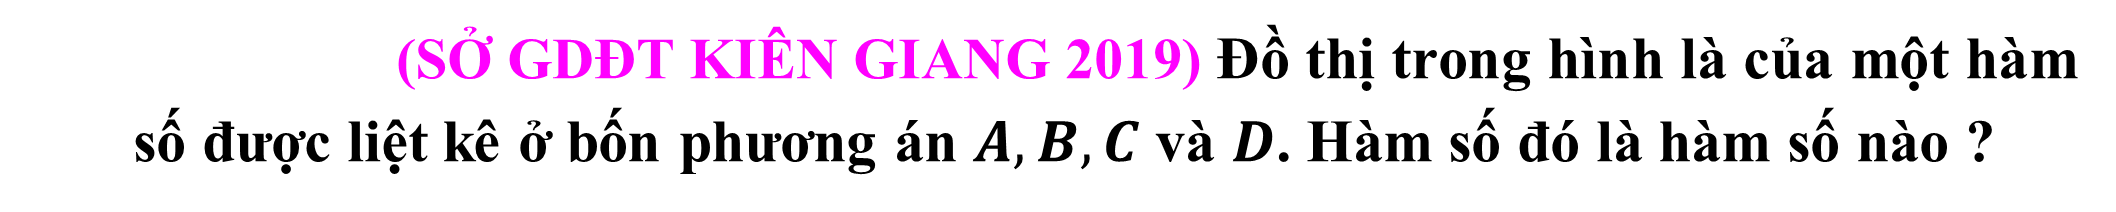 (SỞ GDĐT KIÊN GIANG 2019) Đồ thị trong hình là của một hàm
số được liệt kê ở bốn phương án A, B, C và D. Hàm số đó là hàm số nào ?